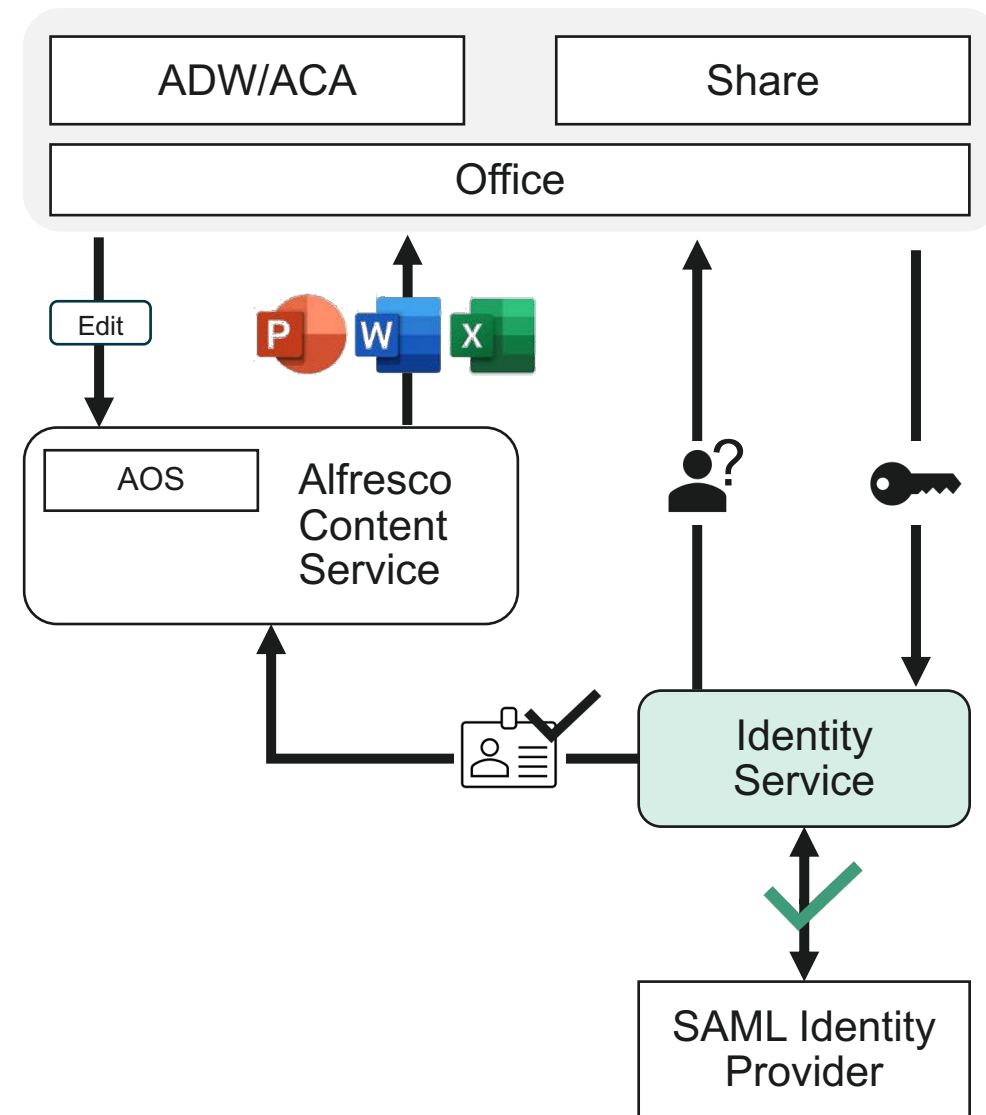 ADW/ACA
Share
Office
Edit
P
W
X
?
AOS
Alfresco
Content
Service
Identity
Service
SAML Identity
Provider